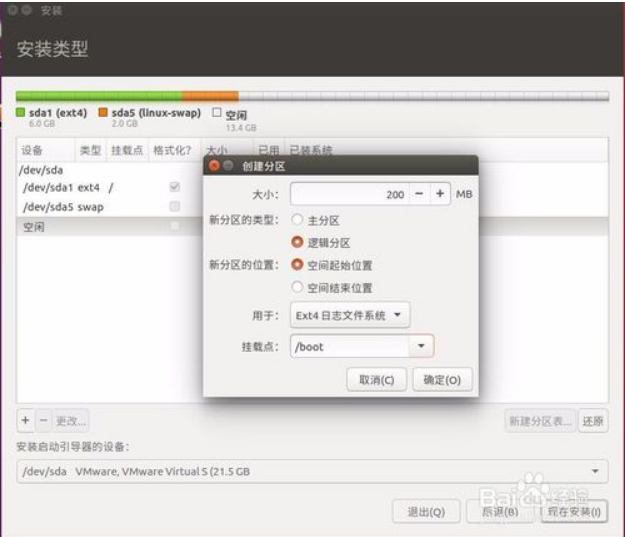 安装
安装类型
sda1 (ext4) sda5 (linux-swap) 空闲
6.0 GB 2.0 GB 13.4 GB
设备 类型 挂载点 格式化? 大小 已用 已装系统
/dev/sda
/dev/sda1 ext4 /
/dev/sda5 swap
空闲
创建分区
大小: 200 − + MB
新分区的类型: 主分区
逻辑分区
新分区的位置: 空间起始位置
空间结束位置
用于: Ext4 日志文件系统
挂载点: /boot
取消(C) 确定(O)
+ − 更改... 新建分区表... 还原
安装启动引导器的设备:
/dev/sda VMware, VMware Virtual S (21.5 GB
退出(Q) 后退(B) 现在安装(I)
Bai 经验